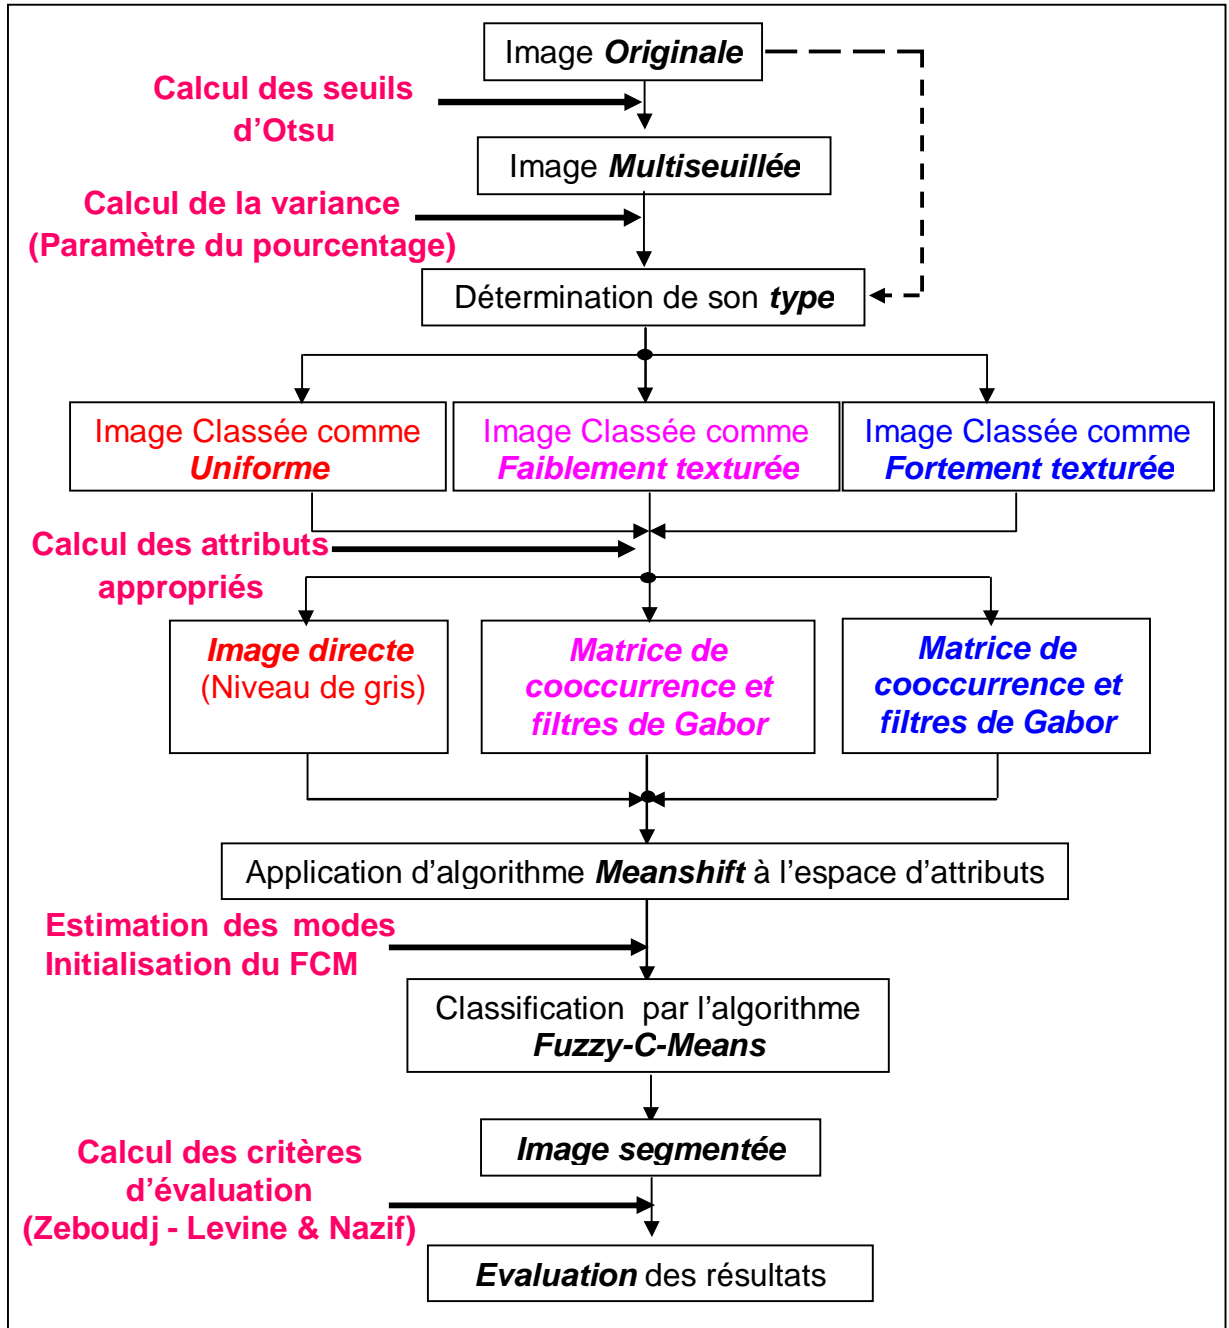 Image Originale
Calcul des seuils
d’Otsu
Image Multiseuillée
Calcul de la variance
(Paramètre du pourcentage)
Détermination de son type
Image Classée comme
Uniforme
Image Classée comme
Faiblement texturée
Image Classée comme
Fortement texturée
Calcul des attributs
appropriés
Image directe
(Niveau de gris)
Matrice de
cooccurrence et
filtres de Gabor
Matrice de
cooccurrence et
filtres de Gabor
Application d’algorithme Meanshift à l’espace d’attributs
Estimation des modes
Initialisation du FCM
Classification par l’algorithme
Fuzzy-C-Means
Image segmentée
Calcul des critères
d’évaluation
(Zeboudj - Levine & Nazif)
Evaluation des résultats